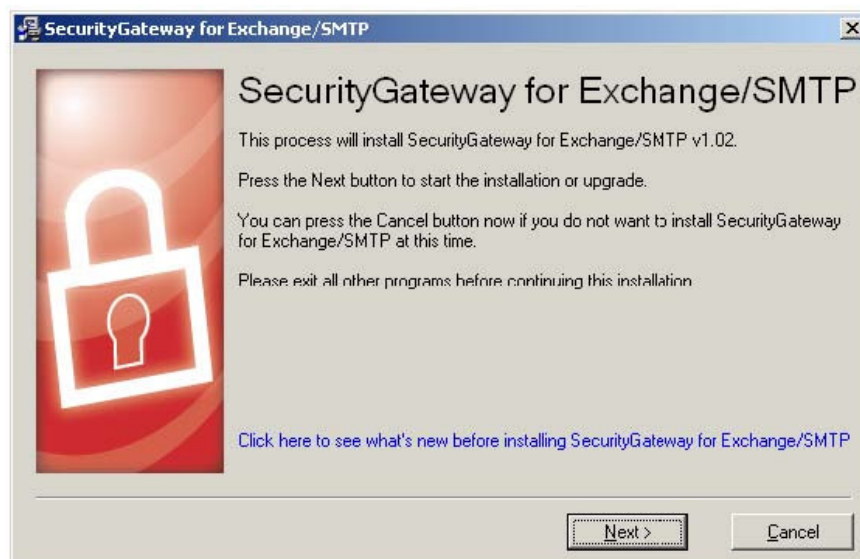 SecurityGateway for Exchange/SMTP
SecurityGateway for Exchange/SMTP
This process will install SecurityGateway for Exchange/SMTP v1.02.
Press the Next button to start the installation or upgrade.
You can press the Cancel button now if you do not want to install SecurityGateway
for Exchange/SMTP at this time.
Please exit all other programs before continuing this installation
Click here to see what's new before installing SecurityGateway for Exchange/SMTP
Next >
Cancel